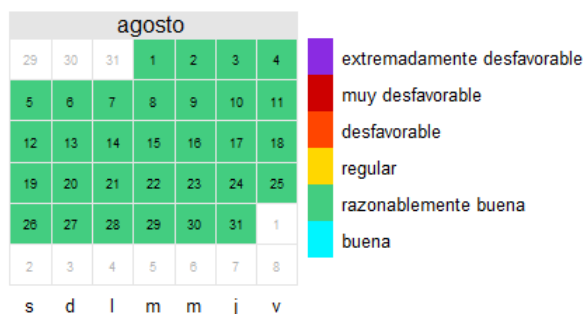 agosto
29 30 31 1 2 3 4
5 6 7 8 9 10 11
12 13 14 15 16 17 18
19 20 21 22 23 24 25
26 27 28 29 30 31 1
2 3 4 5 6 7 8
s d l m m j v
extremadamente desfavorable
muy desfavorable
desfavorable
regular
razonablemente buena
buena